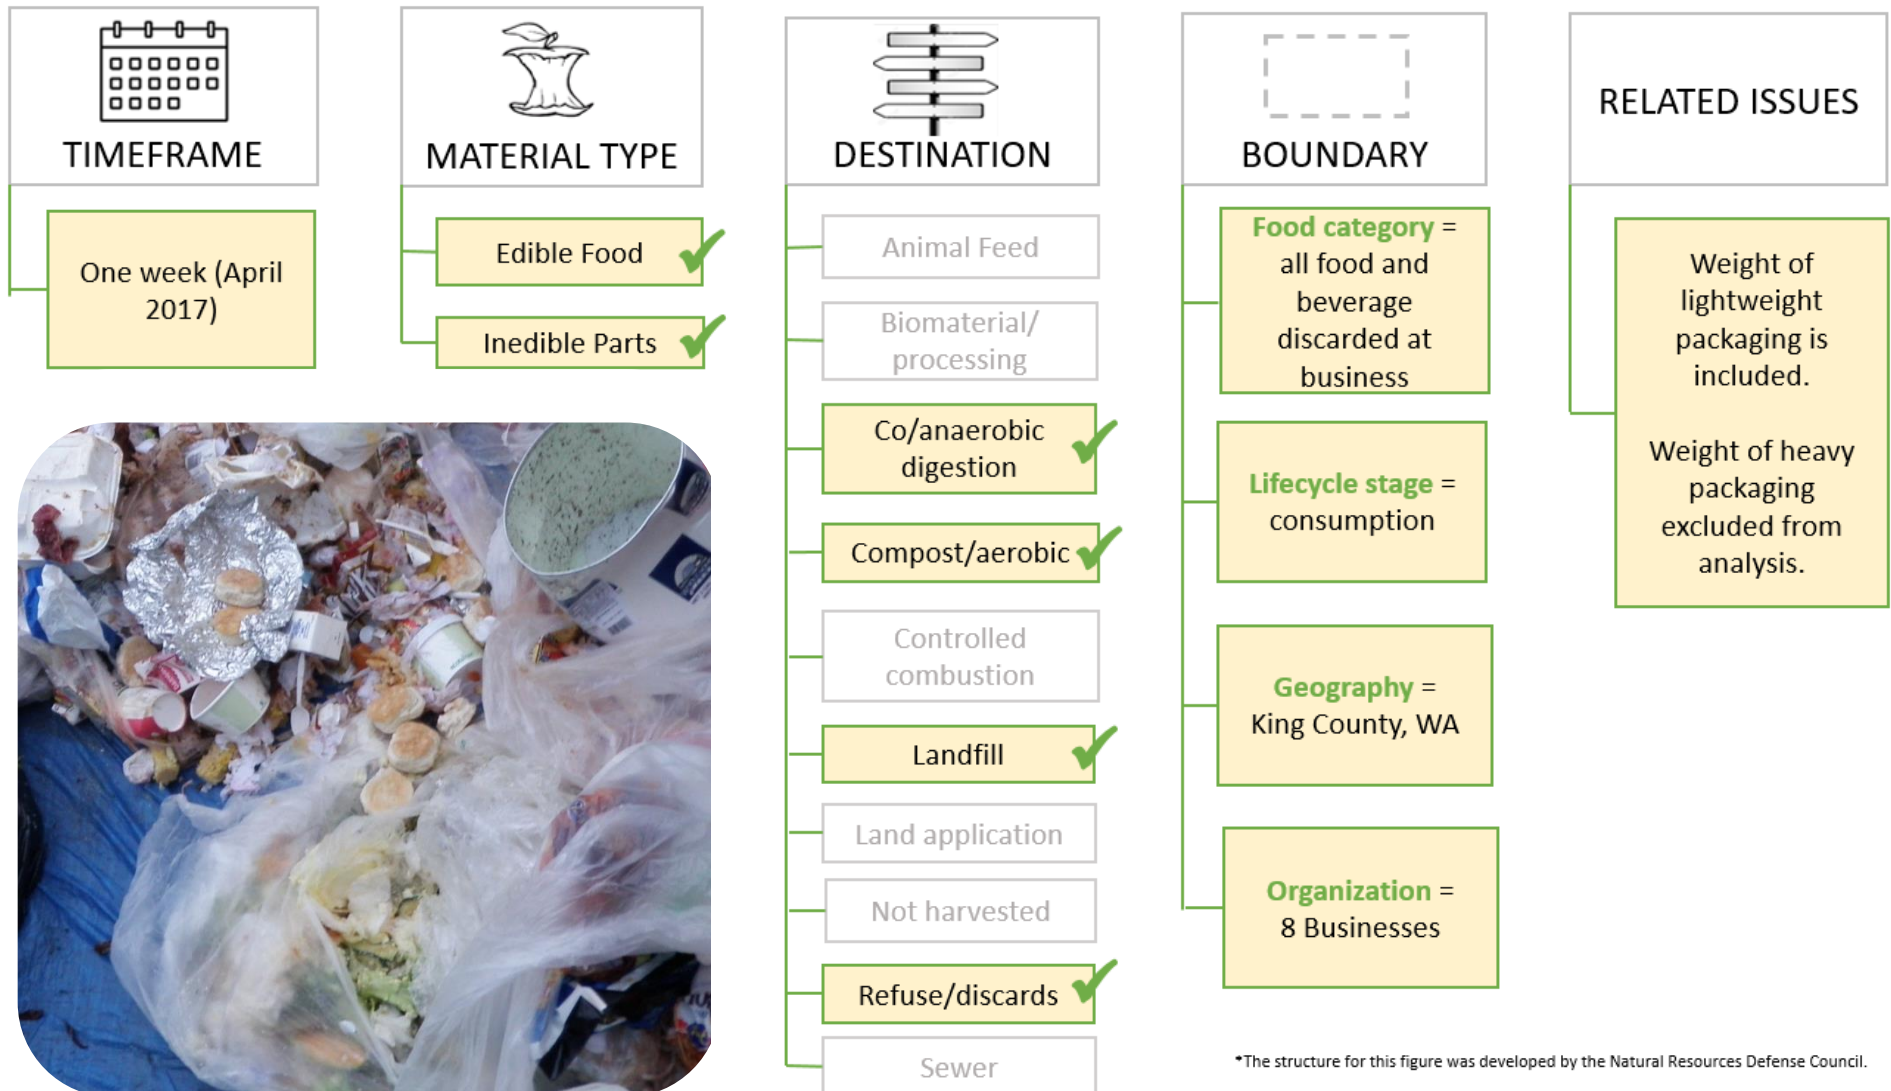 TIMEFRAME
One week (April
2017)
MATERIAL TYPE
Edible Food
Inedible Parts
DESTINATION
Animal Feed
Biomaterial/
processing
Co/anaerobic
digestion
Compost/aerobic
Controlled
combustion
Landfill
Land application
Not harvested
Refuse/discards
Sewer
BOUNDARY
Food category =
all food and
beverage
discarded at
business
Lifecycle stage =
consumption
Geography =
King County, WA
Organization =
8 Businesses
RELATED ISSUES
Weight of
lightweight
packaging is
included.
Weight of heavy
packaging
excluded from
analysis.
*The structure for this figure was developed by the Natural Resources Defense Council.